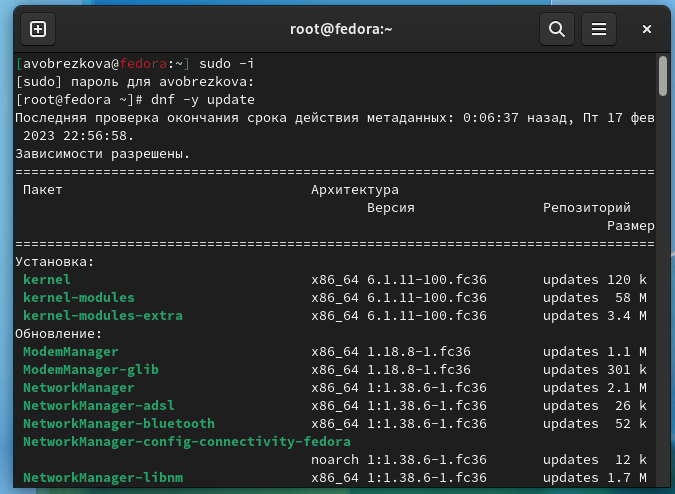 root@fedora:~
[avobrezkova@fedora:~] sudo -i
[sudo] пароль для avobrezkova:
[root@fedora ~]# dnf -y update
Последняя проверка окончания срока действия метаданных: 0:06:37 назад, Пт 17 фев
2023 22:56:58.
Зависимости разрешены.
================================================================================
Пакет Архитектура
Версия Репозиторий
Размер
================================================================================
Установка:
kernel x86_64 6.1.11-100.fc36 updates 120 k
kernel-modules x86_64 6.1.11-100.fc36 updates 58 M
kernel-modules-extra x86_64 6.1.11-100.fc36 updates 3.4 M
Обновление:
ModemManager x86_64 1.18.8-1.fc36 updates 1.1 M
ModemManager-glib x86_64 1.18.8-1.fc36 updates 301 k
NetworkManager x86_64 1:1.38.6-1.fc36 updates 2.1 M
NetworkManager-adsl x86_64 1:1.38.6-1.fc36 updates 26 k
NetworkManager-bluetooth x86_64 1:1.38.6-1.fc36 updates 52 k
NetworkManager-config-connectivity-fedora
noarch 1:1.38.6-1.fc36 updates 12 k
NetworkManager-libnm x86_64 1:1.38.6-1.fc36 updates 1.7 M